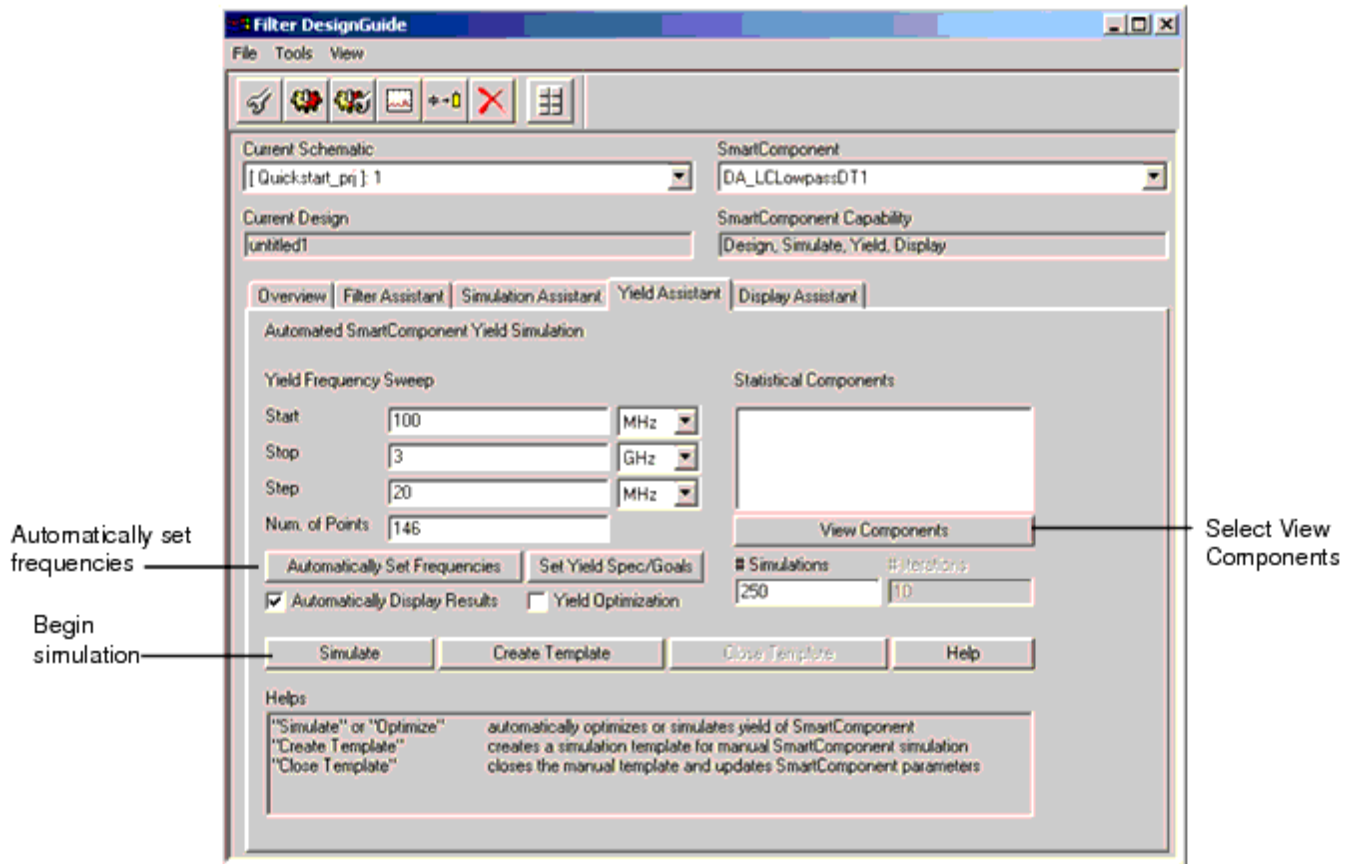 Filter DesignGuide
File Tools View
Current Schematic
SmartComponent
[ Quickstart_prj ]: 1
DA_LCLowpassDT1
Current Design
SmartComponent Capability
untitled1
Design, Simulate, Yield, Display
Overview Filter Assistant Simulation Assistant Yield Assistant Display Assistant
Automated SmartComponent Yield Simulation
Yield Frequency Sweep
Statistical Components
Start 100 MHz
Stop 3 GHz
Step 20 MHz
Num. of Points 146
View Components
Select View
Components
Automatically set
frequencies
Automatically Set Frequencies Set Yield Spec/Goals
# Simulations # Iterations
250 10
Automatically Display Results Yield Optimization
Begin
simulation
Simulate Create Template Close Template Help
Helps
"Simulate" or "Optimize" automatically optimizes or simulates yield of SmartComponent
"Create Template" creates a simulation template for manual SmartComponent simulation
"Close Template" closes the manual template and updates SmartComponent parameters